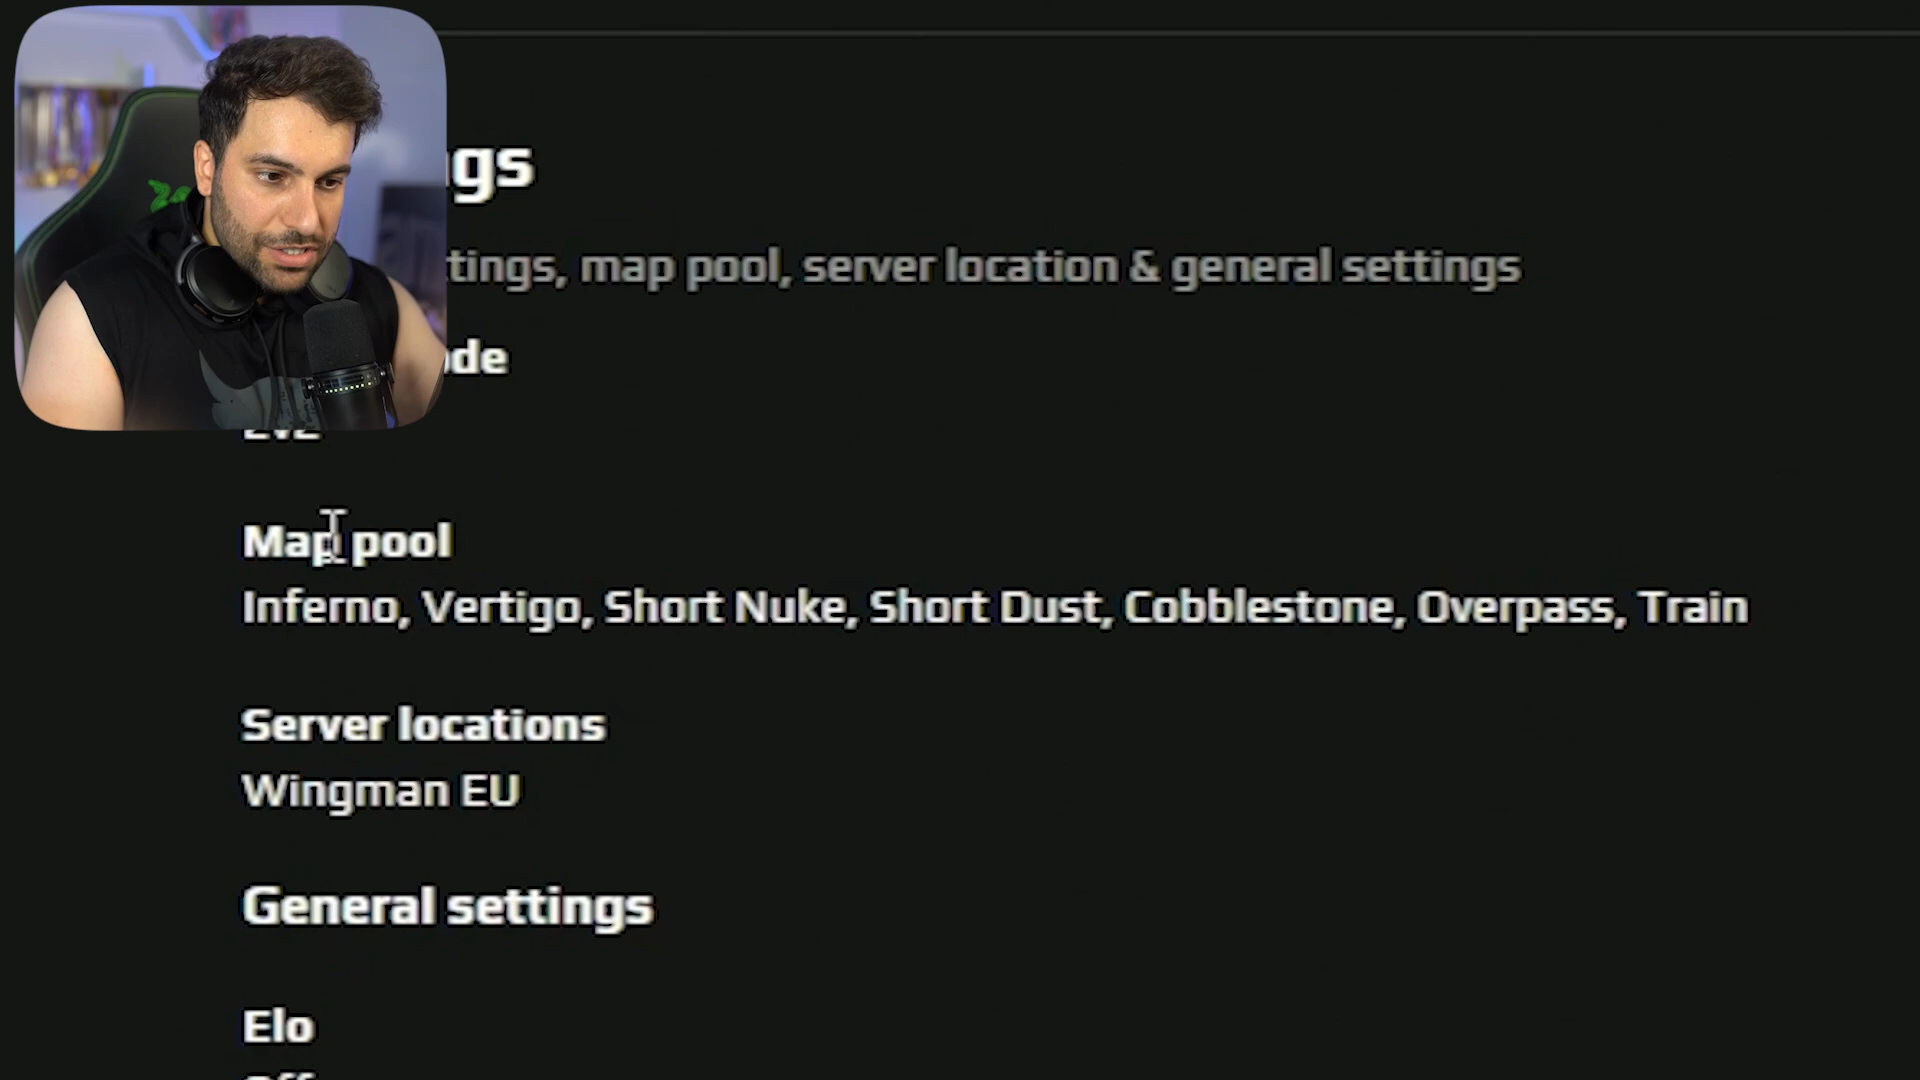 gs
tings, map pool, server location & general settings
de
2v2
Map pool
Inferno, Vertigo, Short Nuke, Short Dust, Cobblestone, Overpass, Train
Server locations
Wingman EU
General settings
Elo